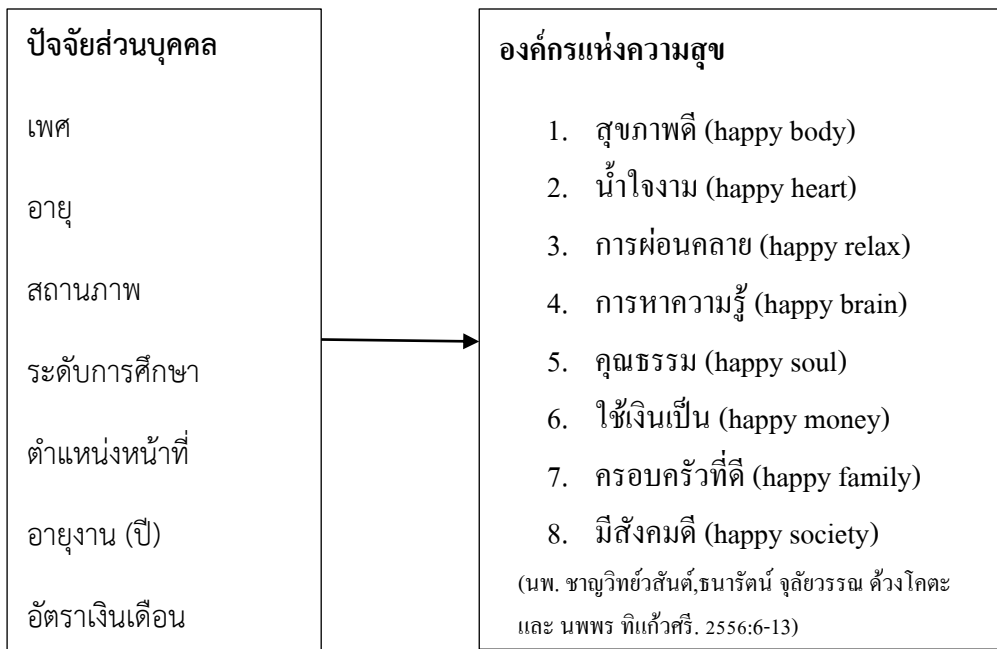 ปัจจัยส่วนบุคคล
เพศ
อายุ
สถานภาพ
ระดับการศึกษา
ตำแหน่งหน้าที่
อายุงาน (ปี)
อัตราเงินเดือน
องค์กรแห่งความสุข
1. สุขภาพดี (happy body)
2. น้ำใจงาม (happy heart)
3. การผ่อนคลาย (happy relax)
4. การหาความรู้ (happy brain)
5. คุณธรรม (happy soul)
6. ใช้เงินเป็น (happy money)
7. ครอบครัวที่ดี (happy family)
8. มีสังคมดี (happy society)
(นพ. ชาญวิทย์วสันต์,ธนารัตน์ จุลัยวรรณ ด้วงโคตะ
และ นพพร ทิแก้วศรี. 2556:6-13)